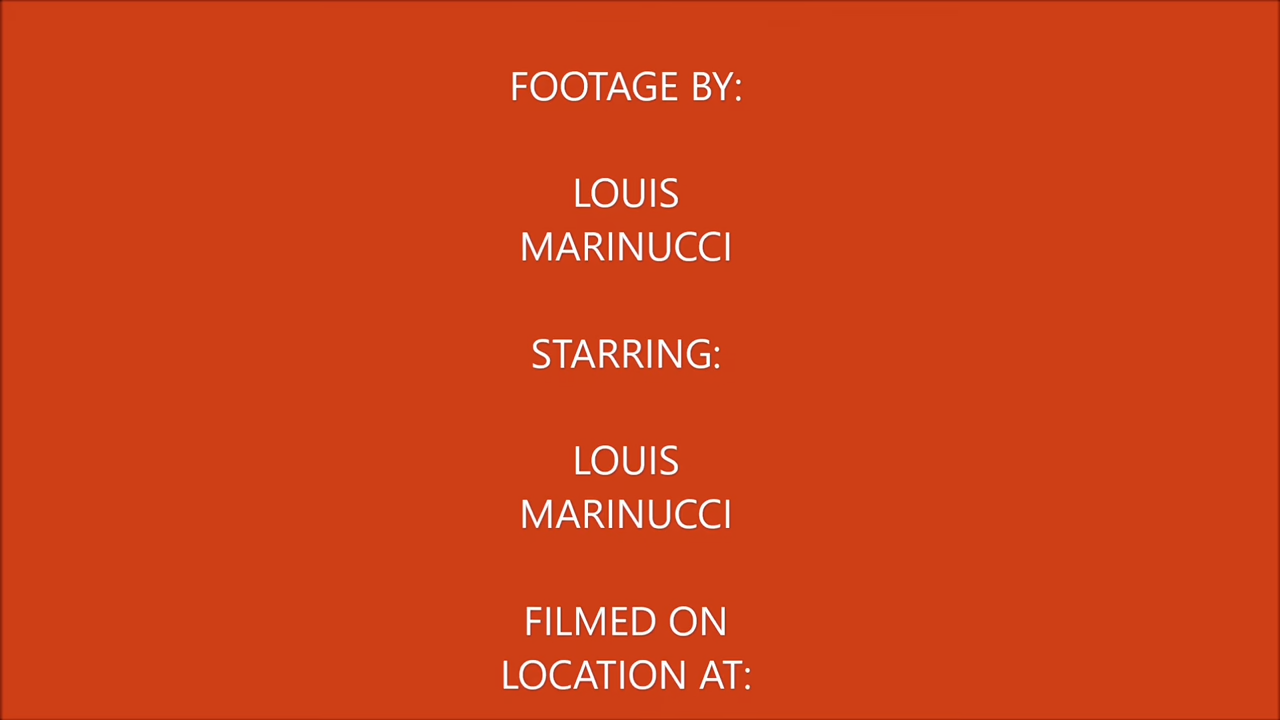 FOOTAGE BY:
LOUIS
MARINUCCI
STARRING:
LOUIS
MARINUCCI
FILMED ON
LOCATION AT: